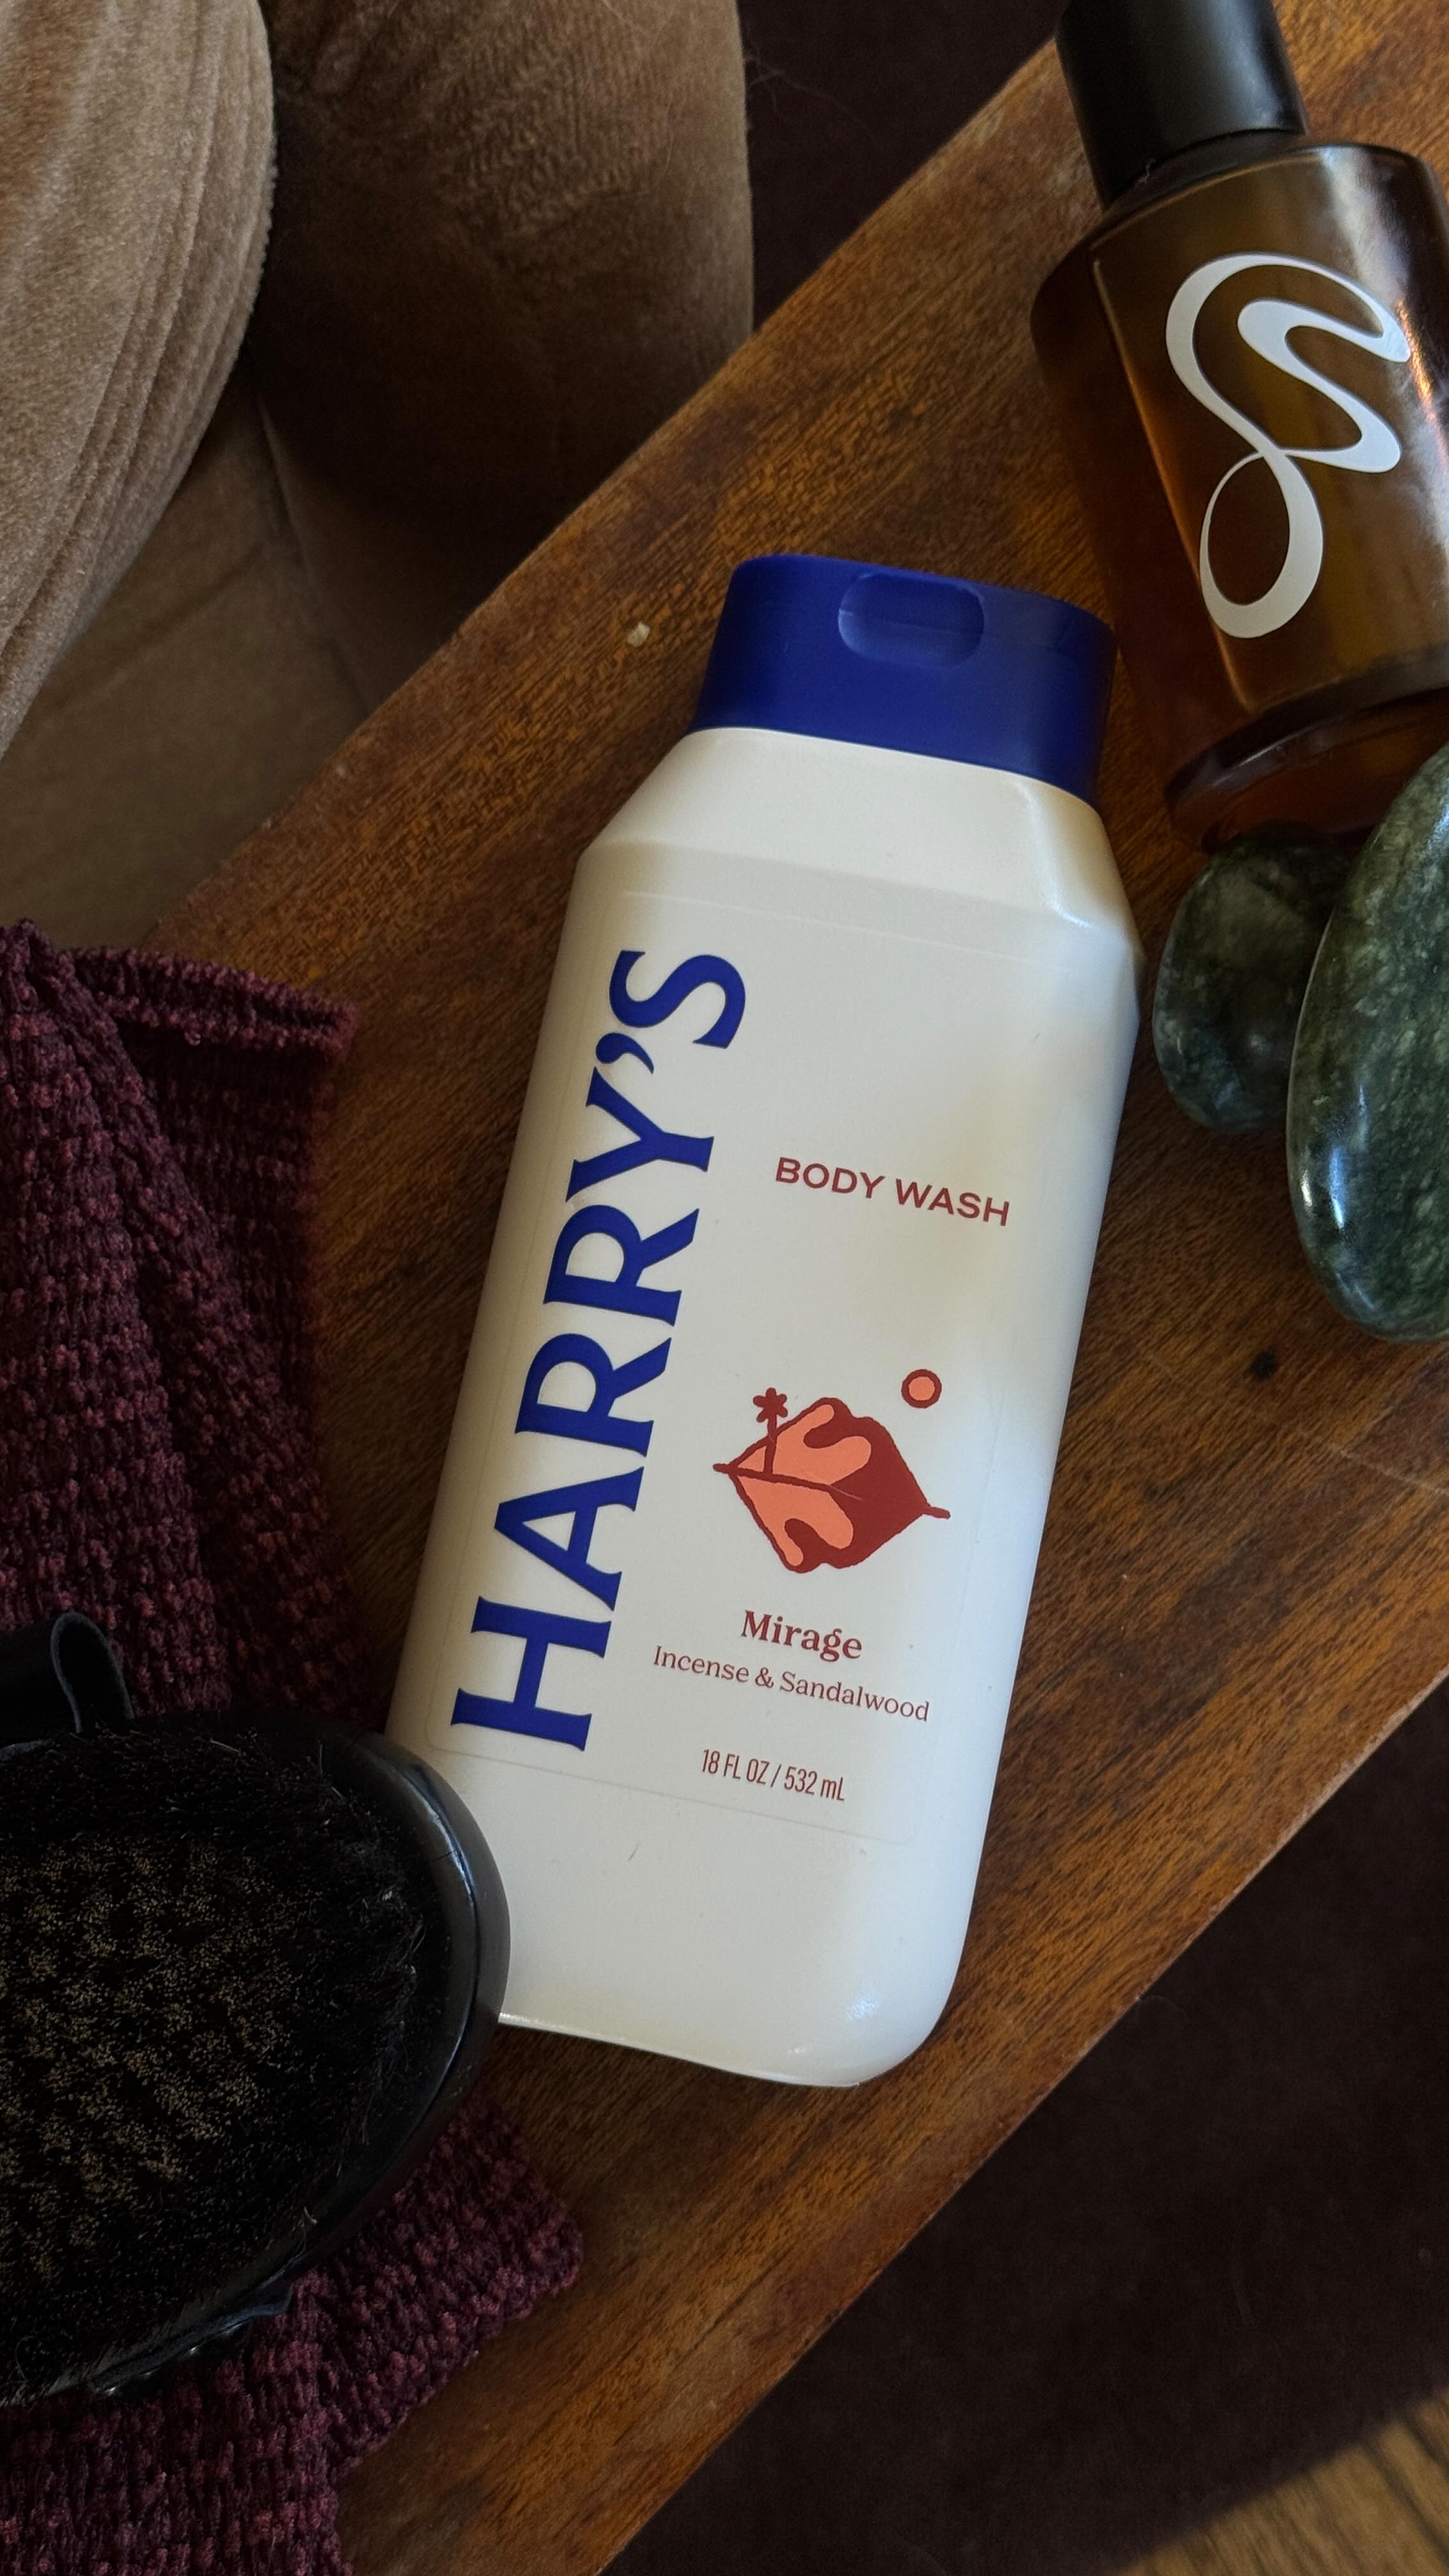 HARRY'S
BODY WASH
Mirage
Incense & Sandalwood
18 FL OZ / 532 mL
S